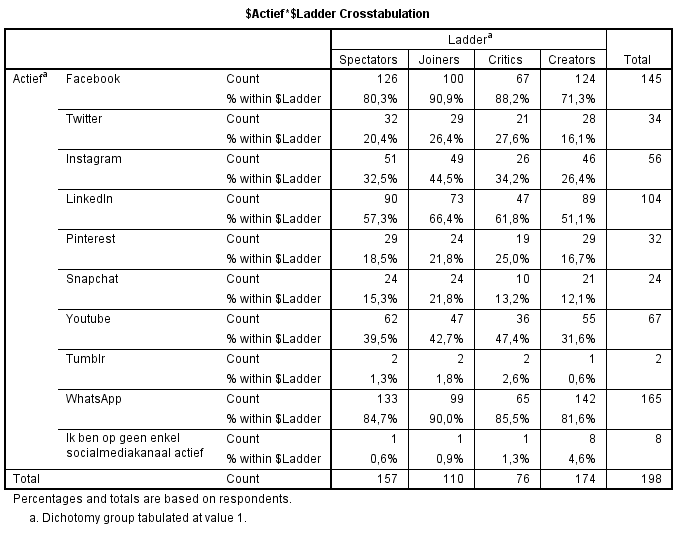 $Actief*$Ladder Crosstabulation
Ladderᵃ
Spectators Joiners Critics Creators Total
Actiefᵃ Facebook Count 126 100 67 124 145
% within $Ladder 80,3% 90,9% 88,2% 71,3%
Twitter Count 32 29 21 28 34
% within $Ladder 20,4% 26,4% 27,6% 16,1%
Instagram Count 51 49 26 46 56
% within $Ladder 32,5% 44,5% 34,2% 26,4%
LinkedIn Count 90 73 47 89 104
% within $Ladder 57,3% 66,4% 61,8% 51,1%
Pinterest Count 29 24 19 29 32
% within $Ladder 18,5% 21,8% 25,0% 16,7%
Snapchat Count 24 24 10 21 24
% within $Ladder 15,3% 21,8% 13,2% 12,1%
Youtube Count 62 47 36 55 67
% within $Ladder 39,5% 42,7% 47,4% 31,6%
Tumblr Count 2 2 2 1 2
% within $Ladder 1,3% 1,8% 2,6% 0,6%
WhatsApp Count 133 99 65 142 165
% within $Ladder 84,7% 90,0% 85,5% 81,6%
Ik ben op geen enkel Count 1 1 1 8 8
socialmediakanaal actief % within $Ladder 0,6% 0,9% 1,3% 4,6%
Total Count 157 110 76 174 198
Percentages and totals are based on respondents.
a. Dichotomy group tabulated at value 1.